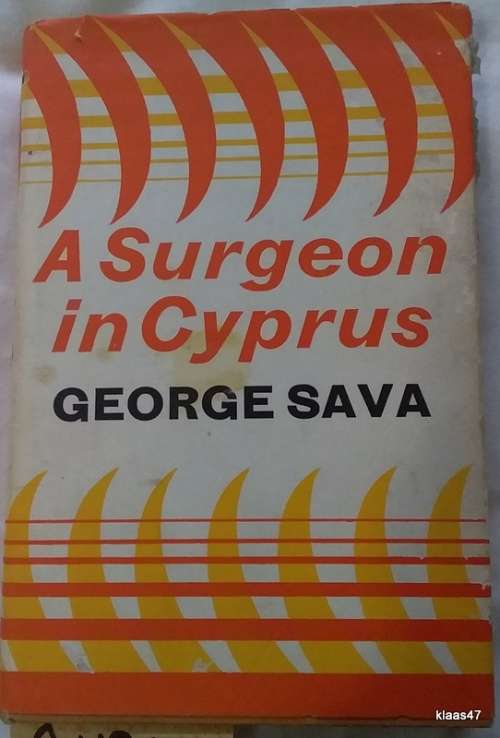 A Surgeon
in Cyprus
GEORGE SAVA
klaas47